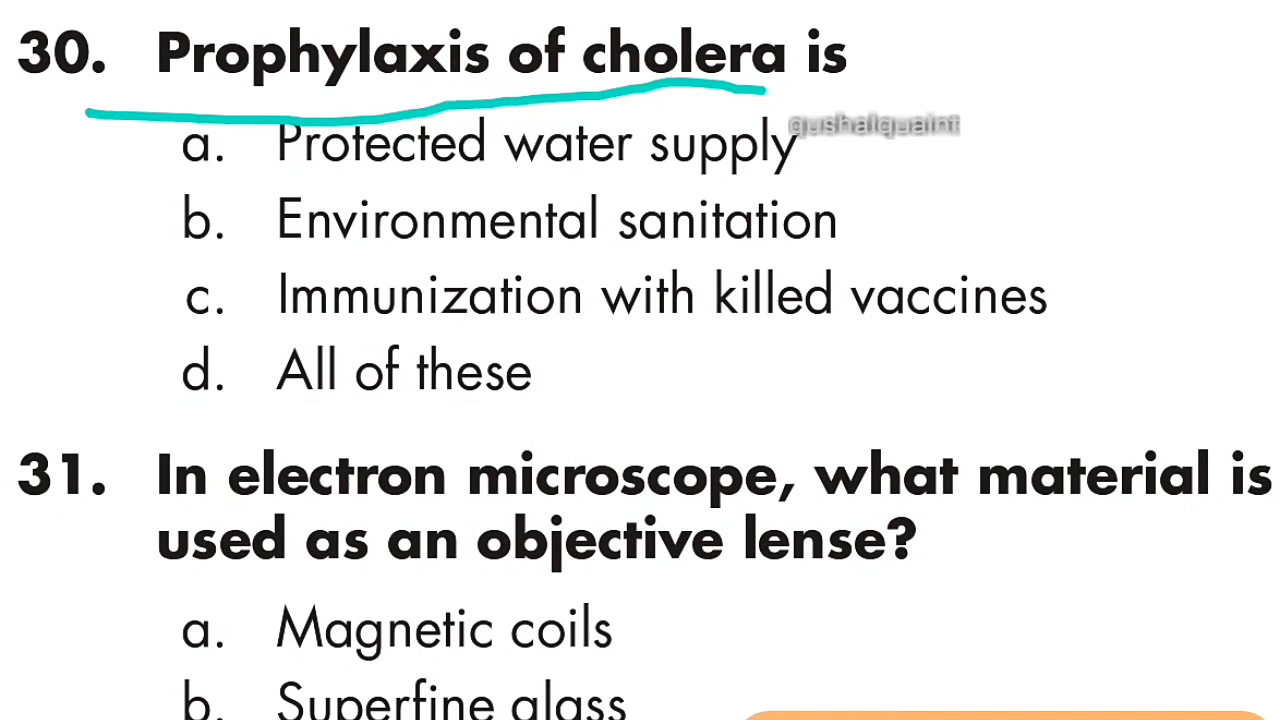 30. Prophylaxis of cholera is
a. Protected water supply
qushalquaint
b. Environmental sanitation
c. Immunization with killed vaccines
d. All of these
31. In electron microscope, what material is
used as an objective lense?
a. Magnetic coils
b. Superfine glass